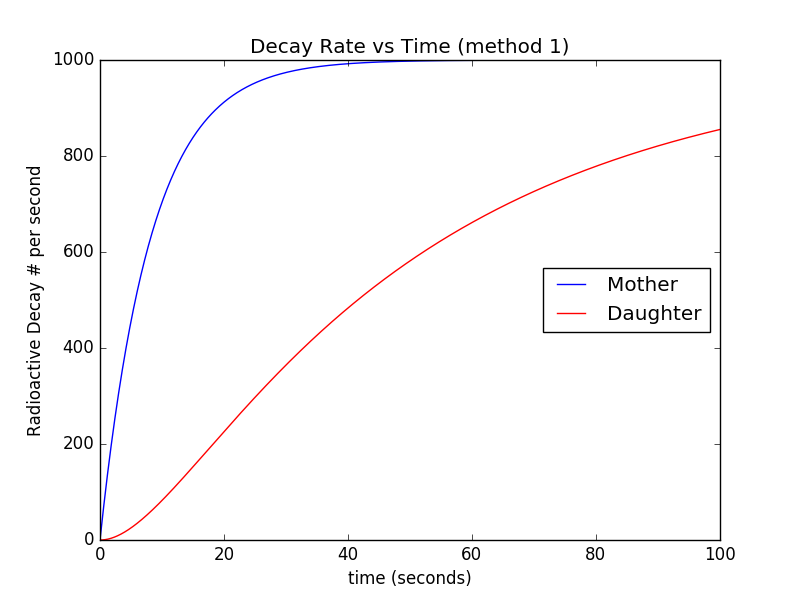 Decay Rate vs Time (method 1)
Radioactive Decay # per second
1000
800
600
400
200
0
0 20 40 60 80 100
time (seconds)
Mother
Daughter